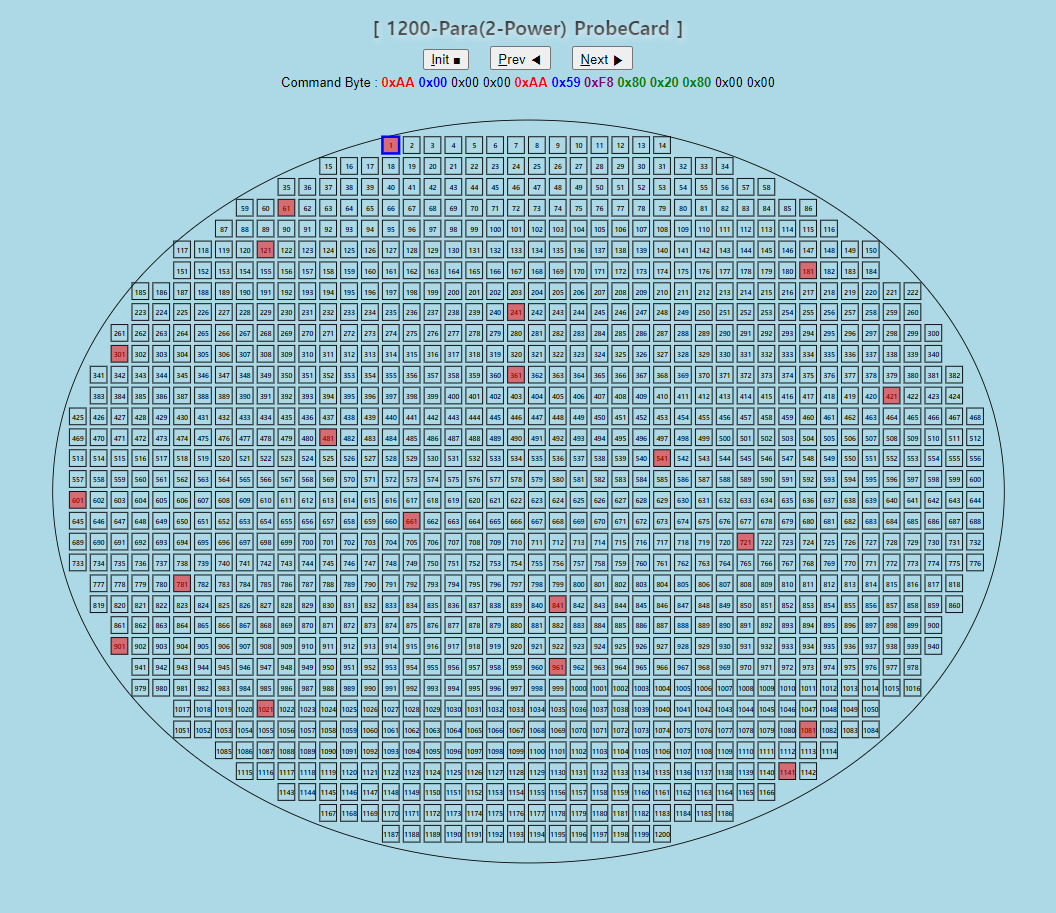 [ 1200-Para(2-Power) ProbeCard ]
Init ■ Prev ◀ Next ▶
Command Byte : 0xAA 0x00 0x00 0x00 0xAA 0x59 0xF8 0x80 0x20 0x80 0x00 0x00
1 2 3 4 5 6 7 8 9 10 11 12 13 14
15 16 17 18 19 20 21 22 23 24 25 26 27 28 29 30 31 32 33 34
35 36 37 38 39 40 41 42 43 44 45 46 47 48 49 50 51 52 53 54 55 56 57 58
59 60 61 62 63 64 65 66 67 68 69 70 71 72 73 74 75 76 77 78 79 80 81 82 83 84 85 86
87 88 89 90 91 92 93 94 95 96 97 98 99 100 101 102 103 104 105 106 107 108 109 110 111 112 113 114 115 116
117 118 119 120 121 122 123 124 125 126 127 128 129 130 131 132 133 134 135 136 137 138 139 140 141 142 143 144 145 146 147 148 149 150
151 152 153 154 155 156 157 158 159 160 161 162 163 164 165 166 167 168 169 170 171 172 173 174 175 176 177 178 179 180 181 182 183 184
185 186 187 188 189 190 191 192 193 194 195 196 197 198 199 200 201 202 203 204 205 206 207 208 209 210 211 212 213 214 215 216 217 218 219 220 221 222
223 224 225 226 227 228 229 230 231 232 233 234 235 236 237 238 239 240 241 242 243 244 245 246 247 248 249 250 251 252 253 254 255 256 257 258 259 260
261 262 263 264 265 266 267 268 269 270 271 272 273 274 275 276 277 278 279 280 281 282 283 284 285 286 287 288 289 290 291 292 293 294 295 296 297 298 299 300
301 302 303 304 305 306 307 308 309 310 311 312 313 314 315 316 317 318 319 320 321 322 323 324 325 326 327 328 329 330 331 332 333 334 335 336 337 338 339 340
341 342 343 344 345 346 347 348 349 350 351 352 353 354 355 356 357 358 359 360 361 362 363 364 365 366 367 368 369 370 371 372 373 374 375 376 377 378 379 380 381 382
383 384 385 386 387 388 389 390 391 392 393 394 395 396 397 398 399 400 401 402 403 404 405 406 407 408 409 410 411 412 413 414 415 416 417 418 419 420 421 422 423 424
425 426 427 428 429 430 431 432 433 434 435 436 437 438 439 440 441 442 443 444 445 446 447 448 449 450 451 452 453 454 455 456 457 458 459 460 461 462 463 464 465 466 467 468
469 470 471 472 473 474 475 476 477 478 479 480 481 482 483 484 485 486 487 488 489 490 491 492 493 494 495 496 497 498 499 500 501 502 503 504 505 506 507 508 509 510 511 512
513 514 515 516 517 518 519 520 521 522 523 524 525 526 527 528 529 530 531 532 533 534 535 536 537 538 539 540 541 542 543 544 545 546 547 548 549 550 551 552 553 554 555 556
557 558 559 560 561 562 563 564 565 566 567 568 569 570 571 572 573 574 575 576 577 578 579 580 581 582 583 584 585 586 587 588 589 590 591 592 593 594 595 596 597 598 599 600
601 602 603 604 605 606 607 608 609 610 611 612 613 614 615 616 617 618 619 620 621 622 623 624 625 626 627 628 629 630 631 632 633 634 635 636 637 638 639 640 641 642 643 644
645 646 647 648 649 650 651 652 653 654 655 656 657 658 659 660 661 662 663 664 665 666 667 668 669 670 671 672 673 674 675 676 677 678 679 680 681 682 683 684 685 686 687 688
689 690 691 692 693 694 695 696 697 698 699 700 701 702 703 704 705 706 707 708 709 710 711 712 713 714 715 716 717 718 719 720 721 722 723 724 725 726 727 728 729 730 731 732
733 734 735 736 737 738 739 740 741 742 743 744 745 746 747 748 749 750 751 752 753 754 755 756 757 758 759 760 761 762 763 764 765 766 767 768 769 770 771 772 773 774 775 776
777 778 779 780 781 782 783 784 785 786 787 788 789 790 791 792 793 794 795 796 797 798 799 800 801 802 803 804 805 806 807 808 809 810 811 812 813 814 815 816 817 818
819 820 821 822 823 824 825 826 827 828 829 830 831 832 833 834 835 836 837 838 839 840 841 842 843 844 845 846 847 848 849 850 851 852 853 854 855 856 857 858 859 860
861 862 863 864 865 866 867 868 869 870 871 872 873 874 875 876 877 878 879 880 881 882 883 884 885 886 887 888 889 890 891 892 893 894 895 896 897 898 899 900
901 902 903 904 905 906 907 908 909 910 911 912 913 914 915 916 917 918 919 920 921 922 923 924 925 926 927 928 929 930 931 932 933 934 935 936 937 938 939 940
941 942 943 944 945 946 947 948 949 950 951 952 953 954 955 956 957 958 959 960 961 962 963 964 965 966 967 968 969 970 971 972 973 974 975 976 977 978
979 980 981 982 983 984 985 986 987 988 989 990 991 992 993 994 995 996 997 998 999 1000 1001 1002 1003 1004 1005 1006 1007 1008 1009 1010 1011 1012 1013 1014 1015 1016
1017 1018 1019 1020 1021 1022 1023 1024 1025 1026 1027 1028 1029 1030 1031 1032 1033 1034 1035 1036 1037 1038 1039 1040 1041 1042 1043 1044 1045 1046 1047 1048 1049 1050
1051 1052 1053 1054 1055 1056 1057 1058 1059 1060 1061 1062 1063 1064 1065 1066 1067 1068 1069 1070 1071 1072 1073 1074 1075 1076 1077 1078 1079 1080 1081 1082 1083 1084
1085 1086 1087 1088 1089 1090 1091 1092 1093 1094 1095 1096 1097 1098 1099 1100 1101 1102 1103 1104 1105 1106 1107 1108 1109 1110 1111 1112 1113 1114
1115 1116 1117 1118 1119 1120 1121 1122 1123 1124 1125 1126 1127 1128 1129 1130 1131 1132 1133 1134 1135 1136 1137 1138 1139 1140 1141 1142
1143 1144 1145 1146 1147 1148 1149 1150 1151 1152 1153 1154 1155 1156 1157 1158 1159 1160 1161 1162 1163 1164 1165 1166
1167 1168 1169 1170 1171 1172 1173 1174 1175 1176 1177 1178 1179 1180 1181 1182 1183 1184 1185 1186
1187 1188 1189 1190 1191 1192 1193 1194 1195 1196 1197 1198 1199 1200